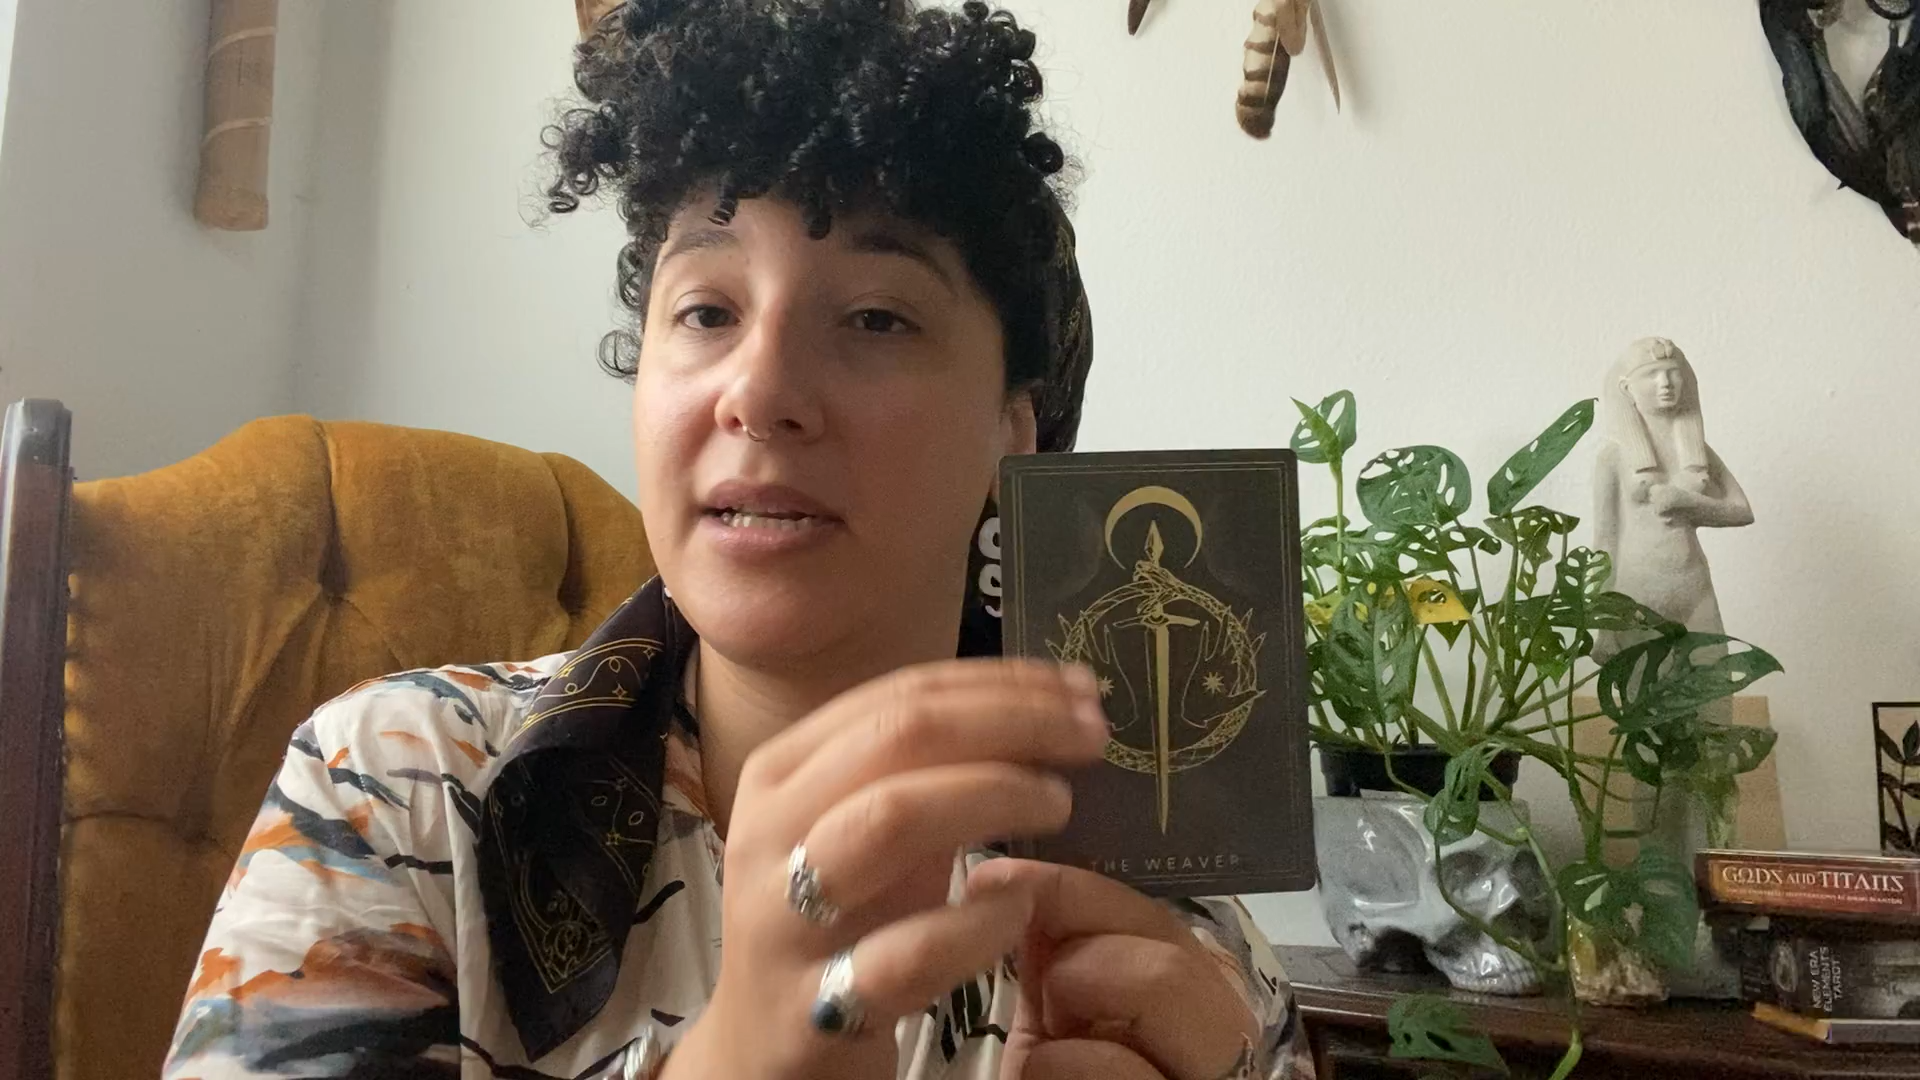 THE WEAVER
GODS AND TITANS
NEW ERA
ELEMENTS
TAROT